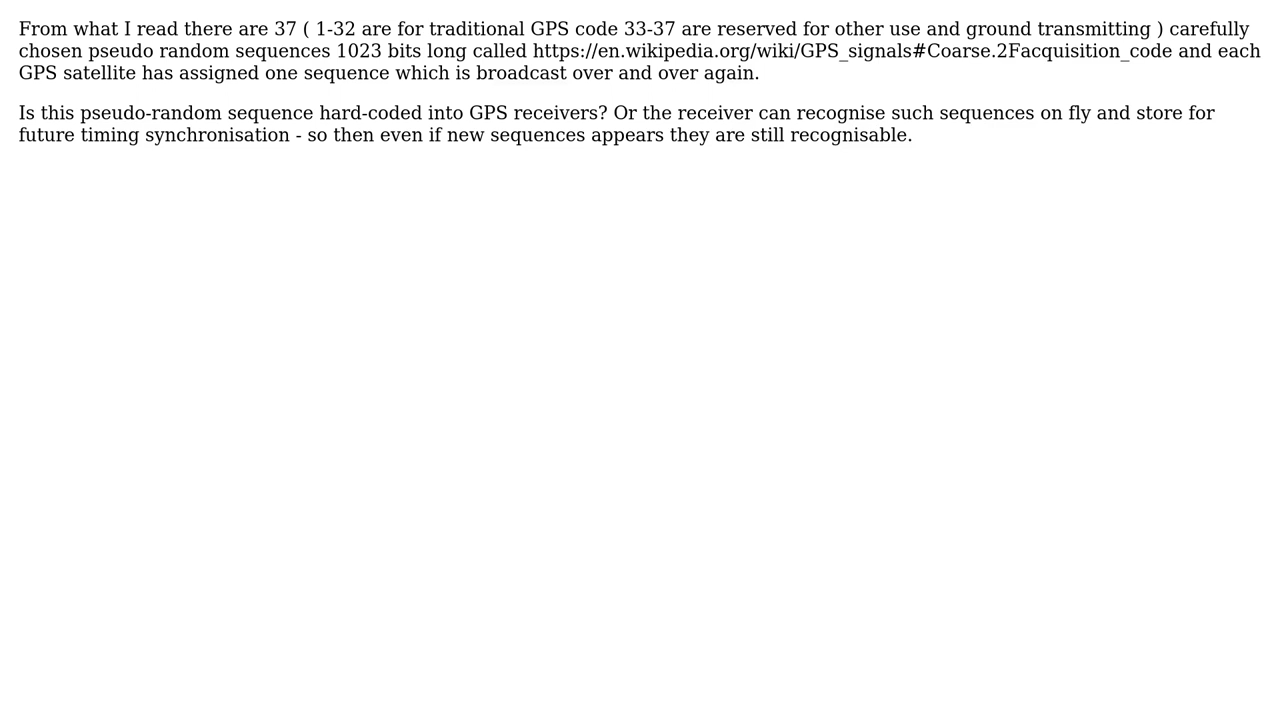 From what I read there are 37 ( 1-32 are for traditional GPS code 33-37 are reserved for other use and ground transmitting ) carefully
chosen pseudo random sequences 1023 bits long called https://en.wikipedia.org/wiki/GPS_signals#Coarse.2Facquisition_code and each
GPS satellite has assigned one sequence which is broadcast over and over again.
Is this pseudo-random sequence hard-coded into GPS receivers? Or the receiver can recognise such sequences on fly and store for
future timing synchronisation - so then even if new sequences appears they are still recognisable.